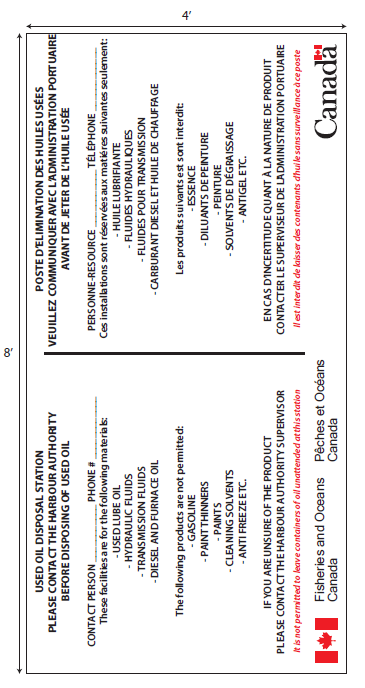 4'
8'
USED OIL DISPOSAL STATION
PLEASE CONTACT THE HARBOUR AUTHORITY
BEFORE DISPOSING OF USED OIL
CONTACT PERSON ____________ PHONE # ____________
These facilities are for the following materials:
- USED LUBE OIL
- HYDRAULIC FLUIDS
- TRANSMISSION FLUIDS
- DIESEL AND FURNACE OIL
The following products are not permitted:
- GASOLINE
- PAINT THINNERS
- PAINTS
- CLEANING SOLVENTS
- ANTI FREEZE ETC.
IF YOU ARE UNSURE OF THE PRODUCT
PLEASE CONTACT THE HARBOUR AUTHORITY SUPERVISOR
It is not permitted to leave containers of oil unattended at this station
POSTE D'ELIMINATION DES HUILES USÉES
VEUILLEZ COMMUNIQUER AVEC L'ADMINISTRATION PORTUAIRE
AVANT DE JETER DE L'HUILE USÉE
PERSONNE-RESOURCE ____________ TÉLÉPHONE ____________
Ces installations sont réservées aux matiéres suivantes seulement:
- HUILE LUBRIFIANTE
- FLUIDES HYDRAULIQUES
- FLUIDES POUR TRANSMISSION
- CARBURANT DIESEL ET HUILE DE CHAUFFAGE
Les produits suivants est sont interdit:
- ESSENCE
- DILUANTS DE PEINTURE
- PEINTURE
- SOLVENTS DE DÉGRAISSAGE
- ANTIGEL ETC.
EN CAS D'INCERTITUDE QUANT À LA NATURE DE PRODUIT
CONTACTER LE SUPERVISEUR DE L'ADMINISTRATION PORTUAIRE
Il est interdit de laisser des contenants d'huile sans surveillance à ce poste
Fisheries and Oceans Pêches et Océans
Canada Canada
Canada